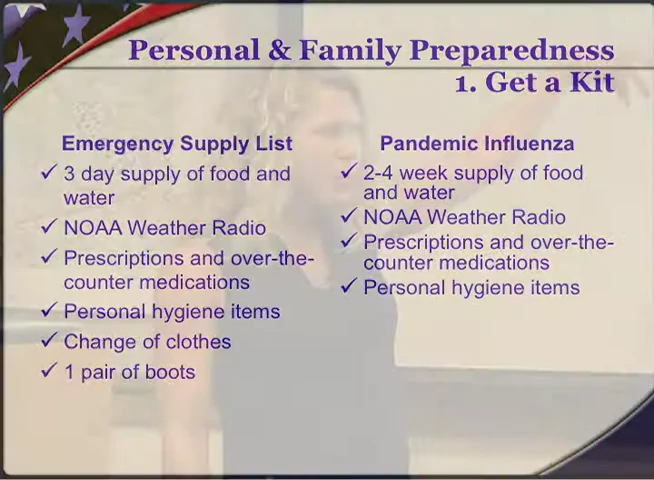 Personal & Family Preparedness
1. Get a Kit
Emergency Supply List
3 day supply of food and
water
NOAA Weather Radio
Prescriptions and over-the-
counter medications
Personal hygiene items
Change of clothes
1 pair of boots
Pandemic Influenza
2-4 week supply of food
and water
NOAA Weather Radio
Prescriptions and over-the-
counter medications
Personal hygiene items